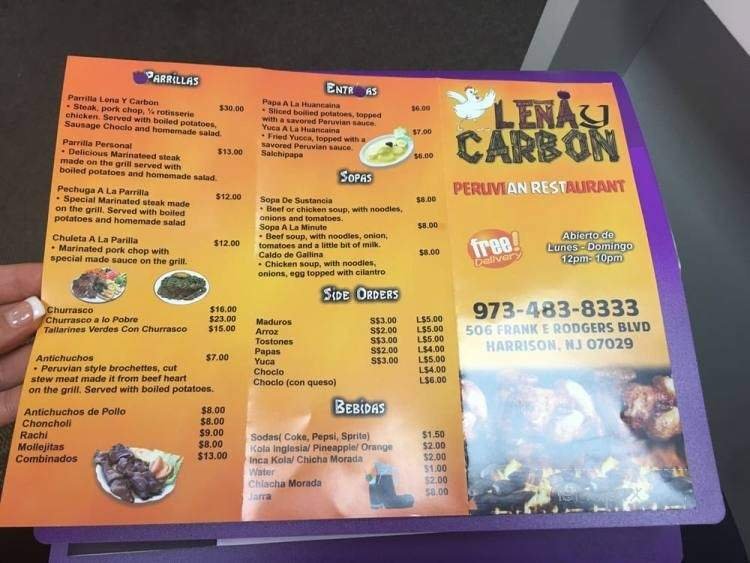 PARRILLAS
Parrilla Lena Y Carbon $30.00
• Steak, pork chop, ¼ rotisserie
chicken. Served with boiled potatoes,
Sausage Choclo and homemade salad.
Parrilla Personal $13.00
• Delicious Marinateed steak
made on the grill served with
boiled potatoes and homemade salad.
Pechuga A La Parrilla $12.00
• Special Marinated steak made
on the grill. Served with boiled
potatoes and homemade salad
Chuleta A La Parilla $12.00
• Marinated pork chop with
special made sauce on the grill.
Churrasco $16.00
Churrasco a lo Pobre $23.00
Tallarines Verdes Con Churrasco $15.00
Antichuchos $7.00
• Peruvian style brochettes, cut
stew meat made it from beef heart
on the grill. Served with boiled potatoes.
Antichuchos de Pollo $8.00
Choncholi $8.00
Rachi $9.00
Mollejitas $8.00
Combinados $13.00
ENTR AS
Papa A La Huancaina $6.00
• Sliced boilied potatoes, topped
with a savored Peruvian sauce.
Yuca A La Huancaina $7.00
• Fried Yucca, topped with a
savored Peruvian sauce.
Salchipapa $6.00
SOPAS
Sopa De Sustancia $8.00
• Beef or chicken soup, with noodles,
onions and tomatoes.
Sopa A La Minute $8.00
• Beef soup, with noodles, onion,
tomatoes and a little bit of milk.
Caldo de Gallina $8.00
• Chicken soup, with noodles,
onions, egg topped with cilantro
SIDE ORDERS
Maduros S$3.00 L$5.00
Arroz S$2.00 L$5.00
Tostones S$3.00 L$5.00
Papas S$2.00 L$4.00
Yuca S$3.00 L$5.00
Choclo L$4.00
Choclo (con queso) L$6.00
BEBIDAS
Sodas( Coke, Pepsi, Sprite) $1.50
Kola Inglesia/ Pineapple/ Orange $2.00
Inca Kola/ Chicha Morada $2.00
Water $1.00
Chiacha Morada $2.00
Jarra $8.00
LEÑA y
CARBON
PERUVIAN RESTAURANT
free!
Delivery
Abierto de
Lunes - Domingo
12pm- 10pm
973-483-8333
506 FRANK E RODGERS BLVD
HARRISON, NJ 07029